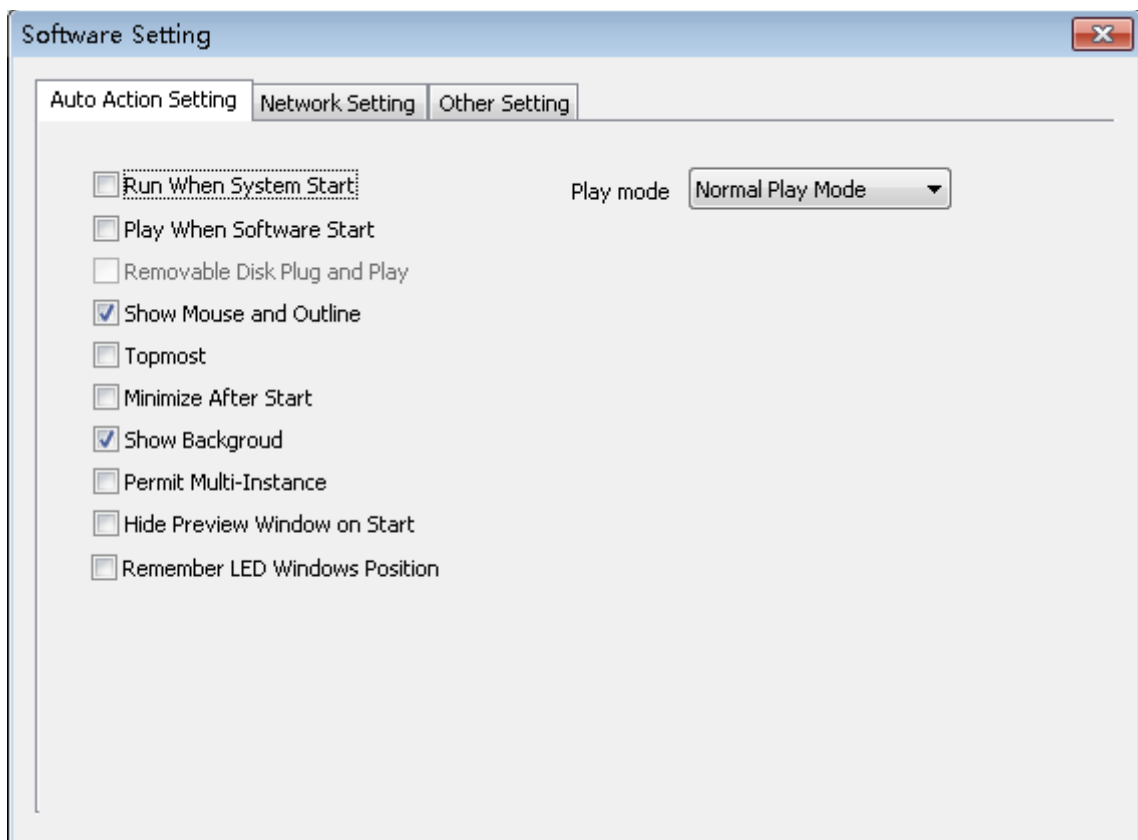 Software Setting
Auto Action Setting
Network Setting
Other Setting
Run When System Start
Play mode
Normal Play Mode
Play When Software Start
Removable Disk Plug and Play
Show Mouse and Outline
Topmost
Minimize After Start
Show Backgroud
Permit Multi-Instance
Hide Preview Window on Start
Remember LED Windows Position